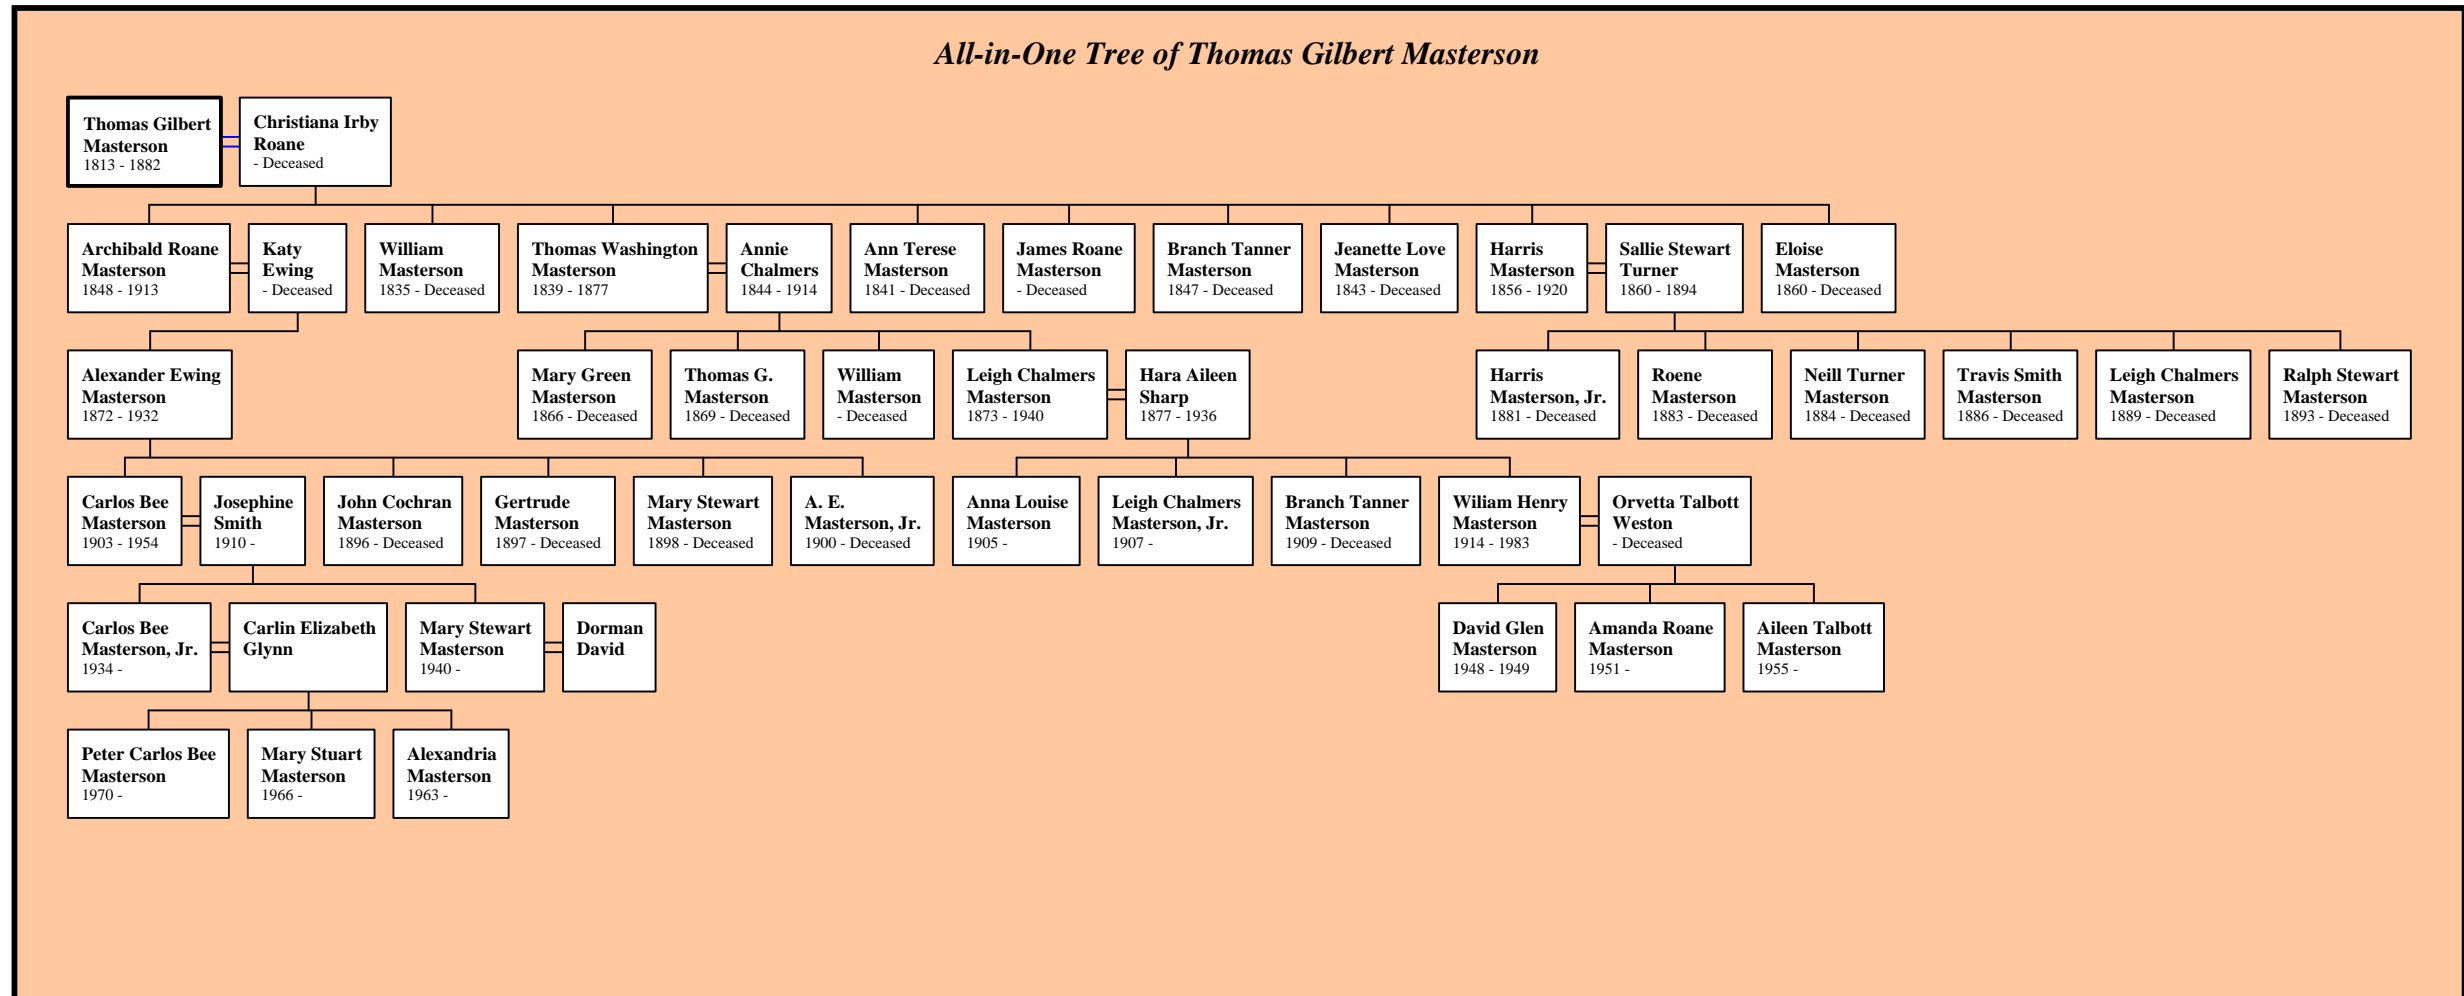 All-in-One Tree of Thomas Gilbert Masterson
Thomas Gilbert
Masterson
1813 - 1882
Christiana Irby
Roane
- Deceased
Archibald Roane
Masterson
1848 - 1913
Katy
Ewing
- Deceased
William
Masterson
1835 - Deceased
Thomas Washington
Masterson
1839 - 1877
Annie
Chalmers
1844 - 1914
Ann Terese
Masterson
1841 - Deceased
James Roane
Masterson
- Deceased
Branch Tanner
Masterson
1847 - Deceased
Jeanette Love
Masterson
1843 - Deceased
Harris
Masterson
1856 - 1920
Sallie Stewart
Turner
1860 - 1894
Eloise
Masterson
1860 - Deceased
Alexander Ewing
Masterson
1872 - 1932
Mary Green
Masterson
1866 - Deceased
Thomas G.
Masterson
1869 - Deceased
William
Masterson
- Deceased
Leigh Chalmers
Masterson
1873 - 1940
Hara Aileen
Sharp
1877 - 1936
Harris
Masterson, Jr.
1881 - Deceased
Roene
Masterson
1883 - Deceased
Neill Turner
Masterson
1884 - Deceased
Travis Smith
Masterson
1886 - Deceased
Leigh Chalmers
Masterson
1889 - Deceased
Ralph Stewart
Masterson
1893 - Deceased
Carlos Bee
Masterson
1903 - 1954
Josephine
Smith
1910 -
John Cochran
Masterson
1896 - Deceased
Gertrude
Masterson
1897 - Deceased
Mary Stewart
Masterson
1898 - Deceased
A. E.
Masterson, Jr.
1900 - Deceased
Anna Louise
Masterson
1905 -
Leigh Chalmers
Masterson, Jr.
1907 -
Branch Tanner
Masterson
1909 - Deceased
Wiliam Henry
Masterson
1914 - 1983
Orvetta Talbott
Weston
- Deceased
Carlos Bee
Masterson, Jr.
1934 -
Carlin Elizabeth
Glynn
Mary Stewart
Masterson
1940 -
Dorman
David
David Glen
Masterson
1948 - 1949
Amanda Roane
Masterson
1951 -
Aileen Talbott
Masterson
1955 -
Peter Carlos Bee
Masterson
1970 -
Mary Stuart
Masterson
1966 -
Alexandria
Masterson
1963 -